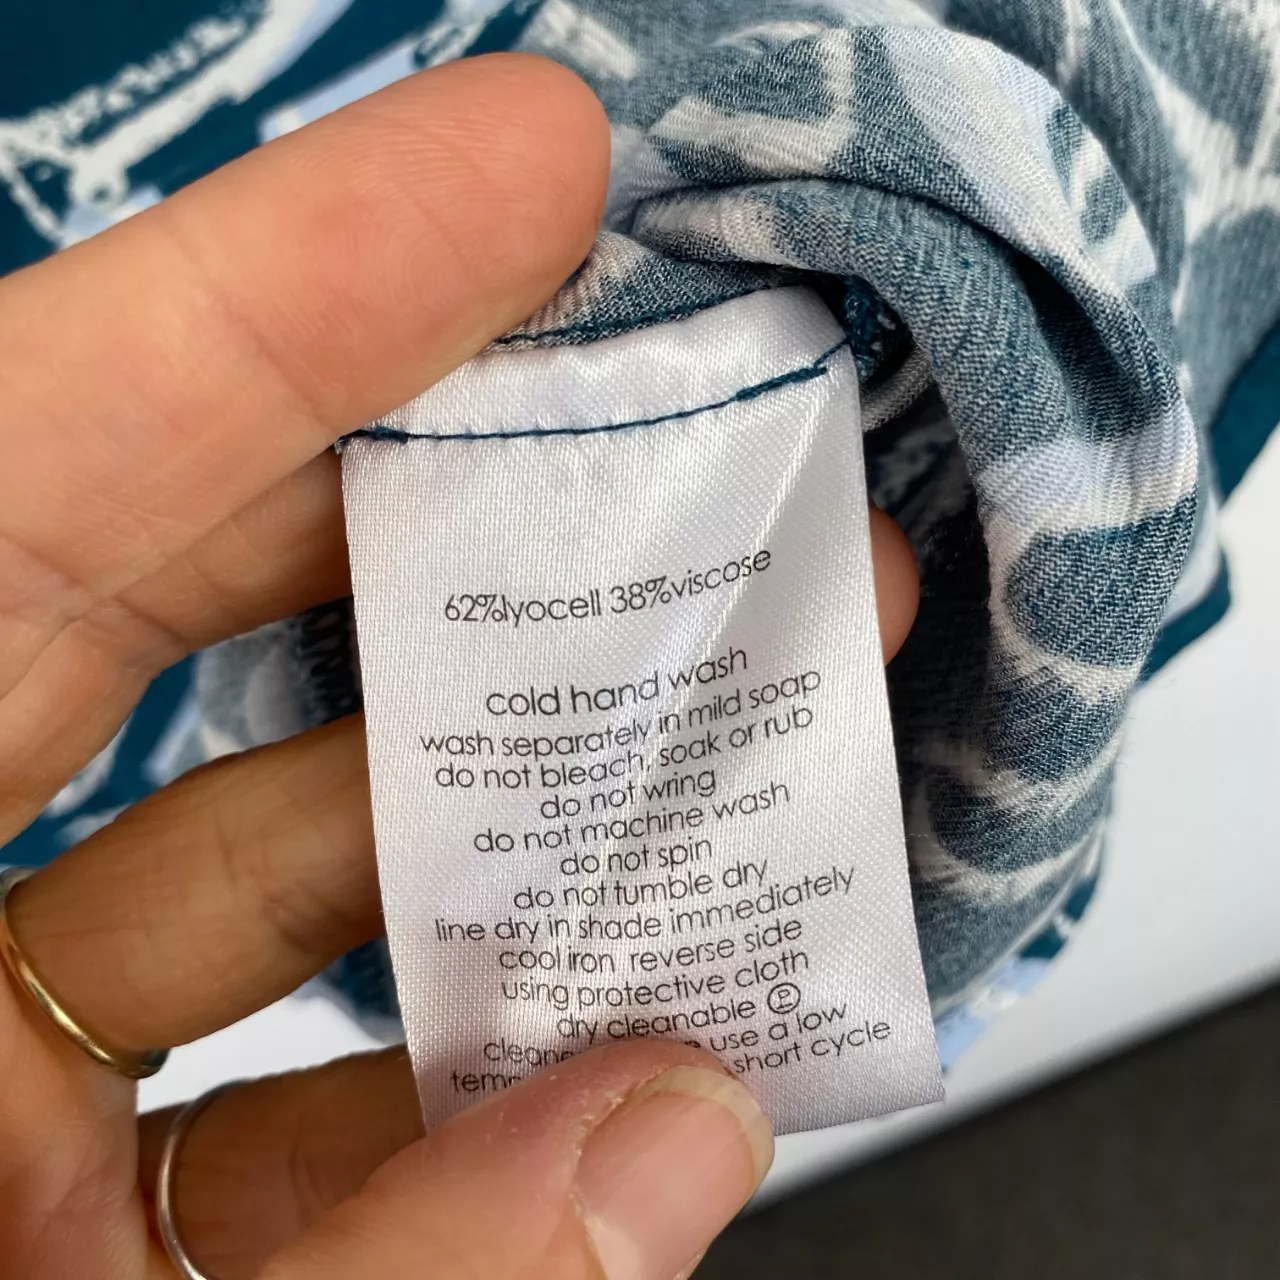 62%lyocell 38%viscose
cold hand wash
wash separately in mild soap
do not bleach, soak or rub
do not wring
do not machine wash
do not spin
do not tumble dry
line dry in shade immediately
cool iron reverse side
using protective cloth
dry cleanable Ⓟ
use a low
short cycle